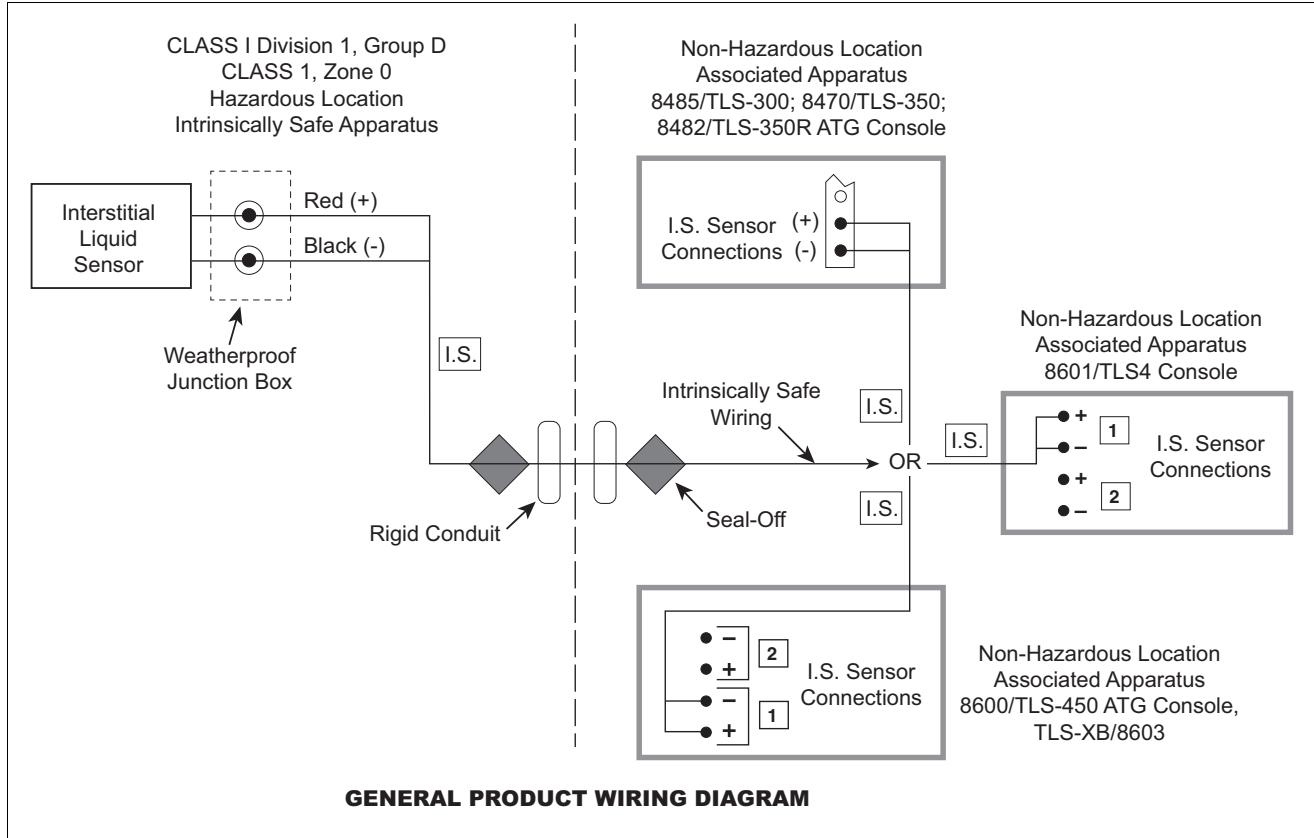 CLASS I Division 1, Group D
CLASS 1, Zone 0
Hazardous Location
Intrinsically Safe Apparatus
Non-Hazardous Location
Associated Apparatus
8485/TLS-300; 8470/TLS-350;
8482/TLS-350R ATG Console
Interstitial
Liquid
Sensor
Red (+)
Black (-)
Weatherproof
Junction Box
I.S.
I.S. Sensor
Connections
(+)
(-)
Non-Hazardous Location
Associated Apparatus
8601/TLS4 Console
Intrinsically Safe
Wiring
I.S.
OR
I.S.
I.S.
+
–
1
+
–
2
I.S. Sensor
Connections
Rigid Conduit
Seal-Off
–
+
2
–
+
1
I.S. Sensor
Connections
Non-Hazardous Location
Associated Apparatus
8600/TLS-450 ATG Console,
TLS-XB/8603
GENERAL PRODUCT WIRING DIAGRAM